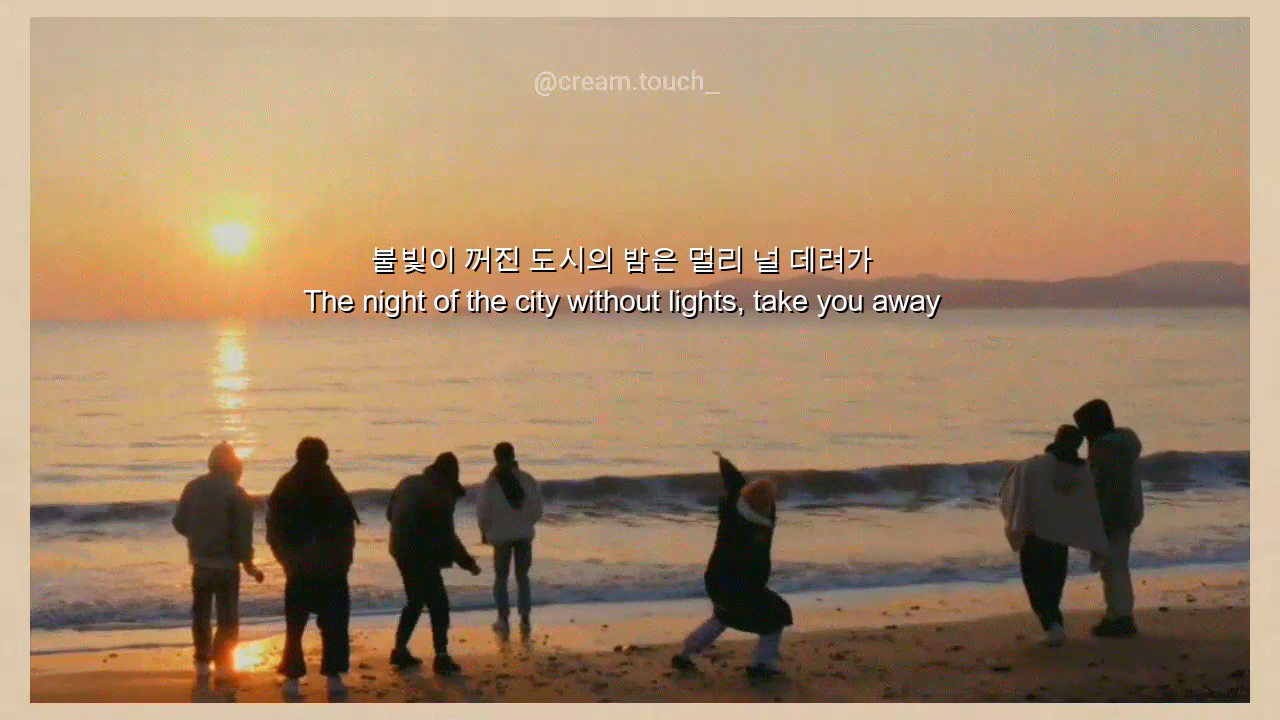 @cream.touch_
불빛이 꺼진 도시의 밤은 멀리 널 데려가
The night of the city without lights, take you away